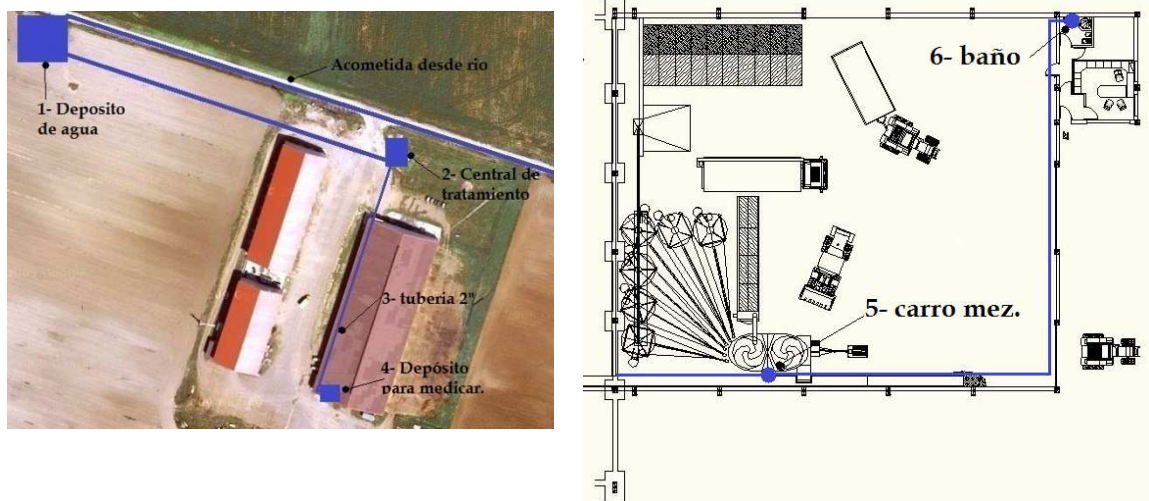 Acometida desde rio
1- Deposito
de agua
2- Central de
tratamiento
3- tuberia 2"
4- Depósito
para medicar.
6- baño
5- carro mez.